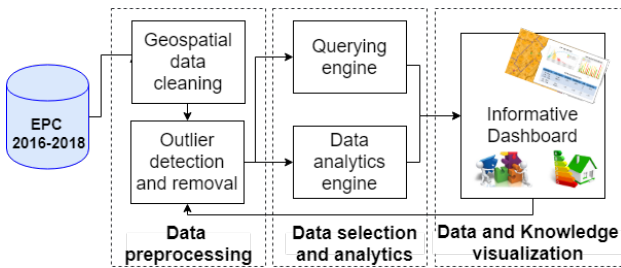 EPC
2016-2018
Geospatial
data
cleaning
Outlier
detection
and removal
Data
preprocessing
Querying
engine
Data
analytics
engine
Data selection
and analytics
Informative
Dashboard
Data and Knowledge
visualization